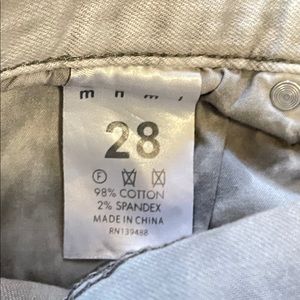 mnml
28
F
98% COTTON
2% SPANDEX
MADE IN CHINA
RN139488